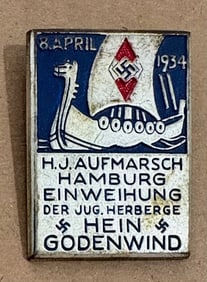 8. APRIL
1934
H.J. AUFMARSCH
HAMBURG
EINWEIHUNG
DER JUG. HERBERGE
HEIN
GODENWIND